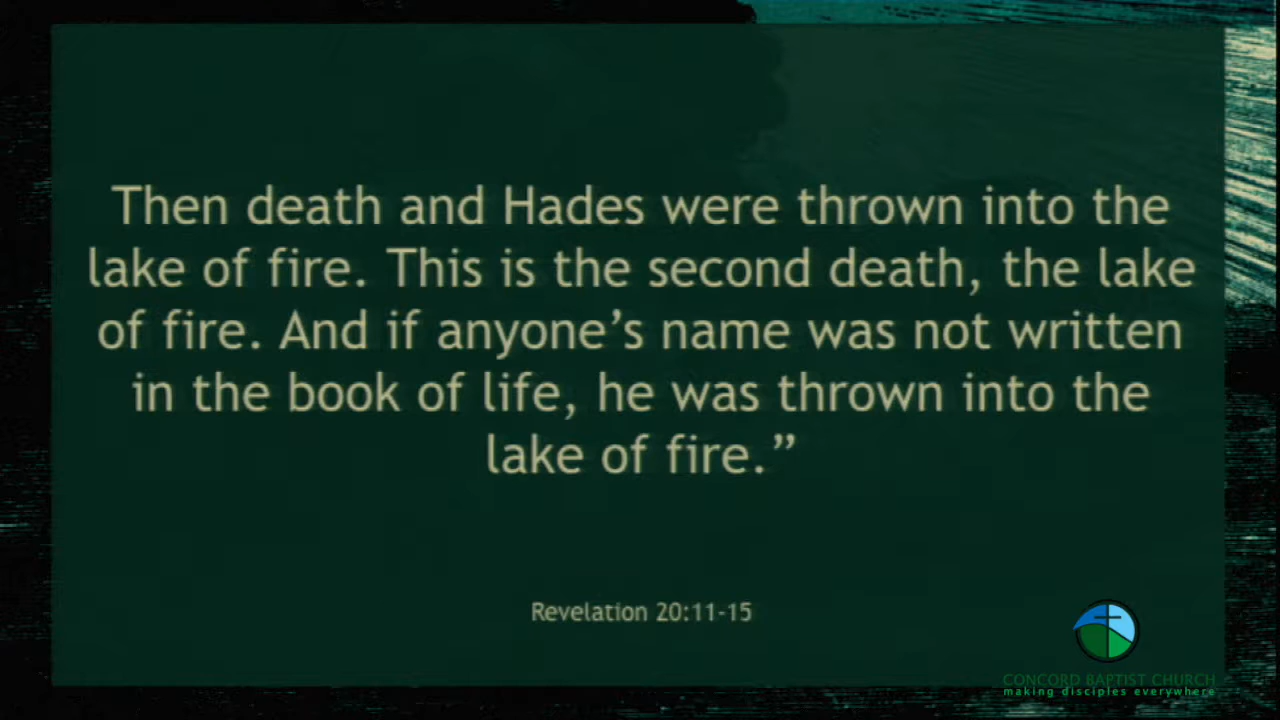 Then death and Hades were thrown into the
lake of fire. This is the second death, the lake
of fire. And if anyone’s name was not written
in the book of life, he was thrown into the
lake of fire.”
Revelation 20:11-15
CONCORD BAPTIST CHURCH
making disciples everywhere